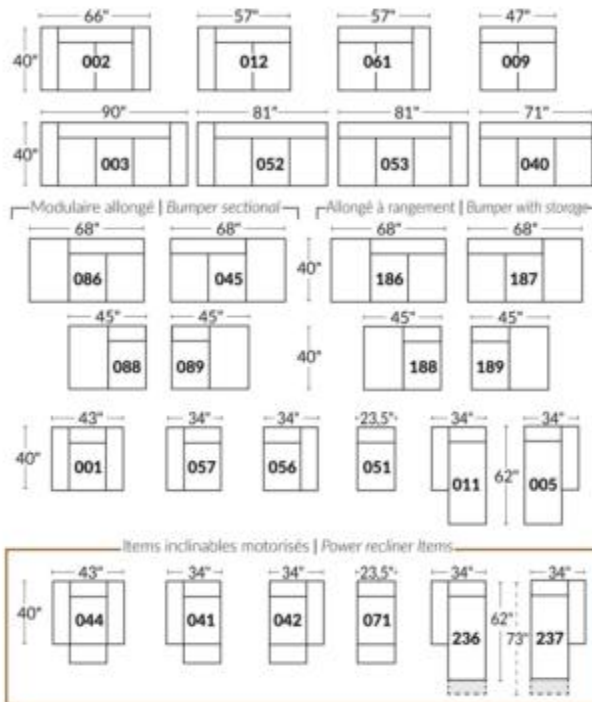 66" 57" 57" 47"
40" 002 012 061 009
90" 81" 81" 71"
40" 003 052 053 040
Modulaire allongé | Bumper sectional Allongé à rangement | Bumper with storage
68" 68" 68" 68"
086 045 40" 186 187
45" 45" 45" 45"
088 089 40" 188 189
43" 34" 34" 23,5" 34" 34"
40" 001 057 056 051 011 62" 005
Items inclinables motorisés | Power recliner Items
43" 34" 34" 23,5" 34" 34"
40" 044 041 042 071 236 62" 73" 237